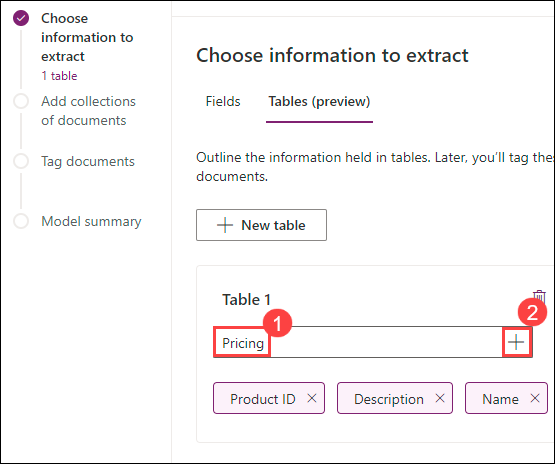 Choose
information to
extract
1 table
Add collections
of documents
Tag documents
Model summary
Choose information to extract
Fields
Tables (preview)
Outline the information held in tables. Later, you'll tag these
documents.
New table
Table 1
1
2
Pricing
Product ID
Description
Name